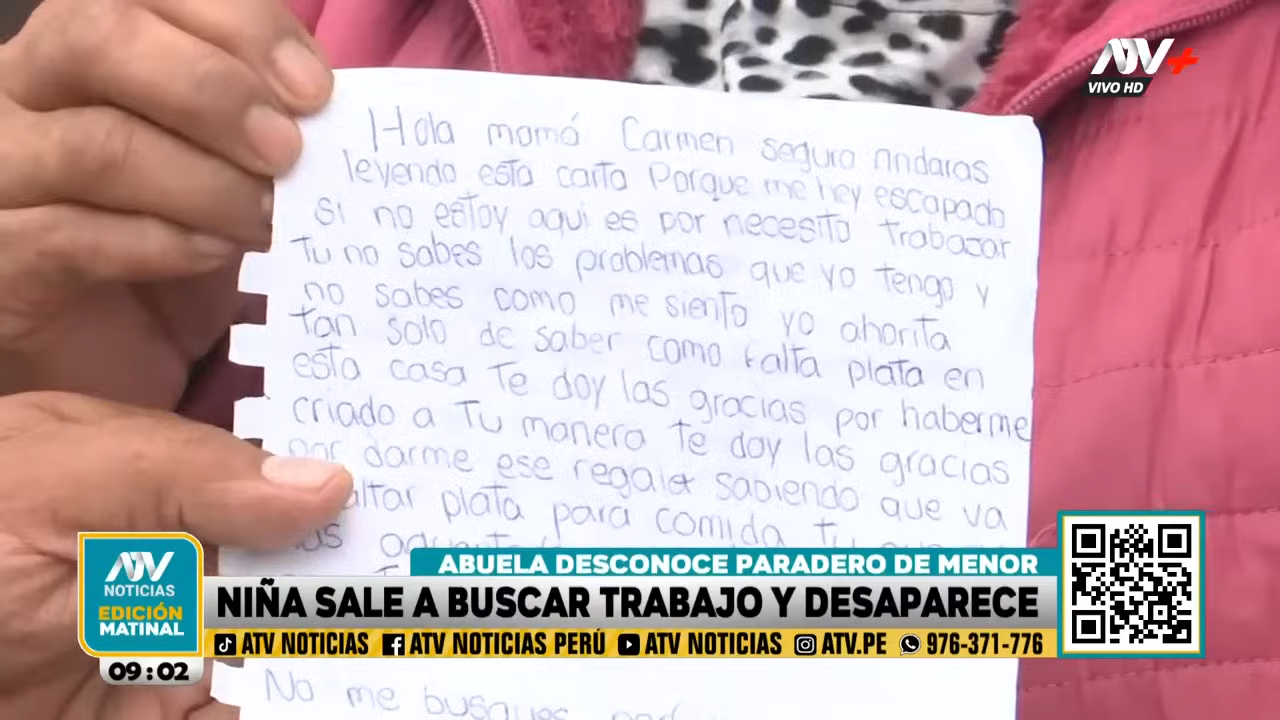 ATV+
VIVO HD
Hola mamá Carmen seguro andaras
leyendo esta carta Porque me hey escapado
si no estoy aqui es por necesito Trabazar
Tu no sabes los problemas que yo Tengo y
no sabes como me siento yo ahorita
Tan solo de saber como falta plata en
esta casa Te doy las gracias por haberme
criado a Tu manera Te doy las gracias
por darme ese regalo sabiendo que va
altar plata para comida Tu
No me busques
ATV
NOTICIAS
EDICIÓN
MATINAL
09:02
ABUELA DESCONOCE PARADERO DE MENOR
NIÑA SALE A BUSCAR TRABAJO Y DESAPARECE
ATV NOTICIAS ATV NOTICIAS PERÚ ATV NOTICIAS ATV.PE 976-371-776